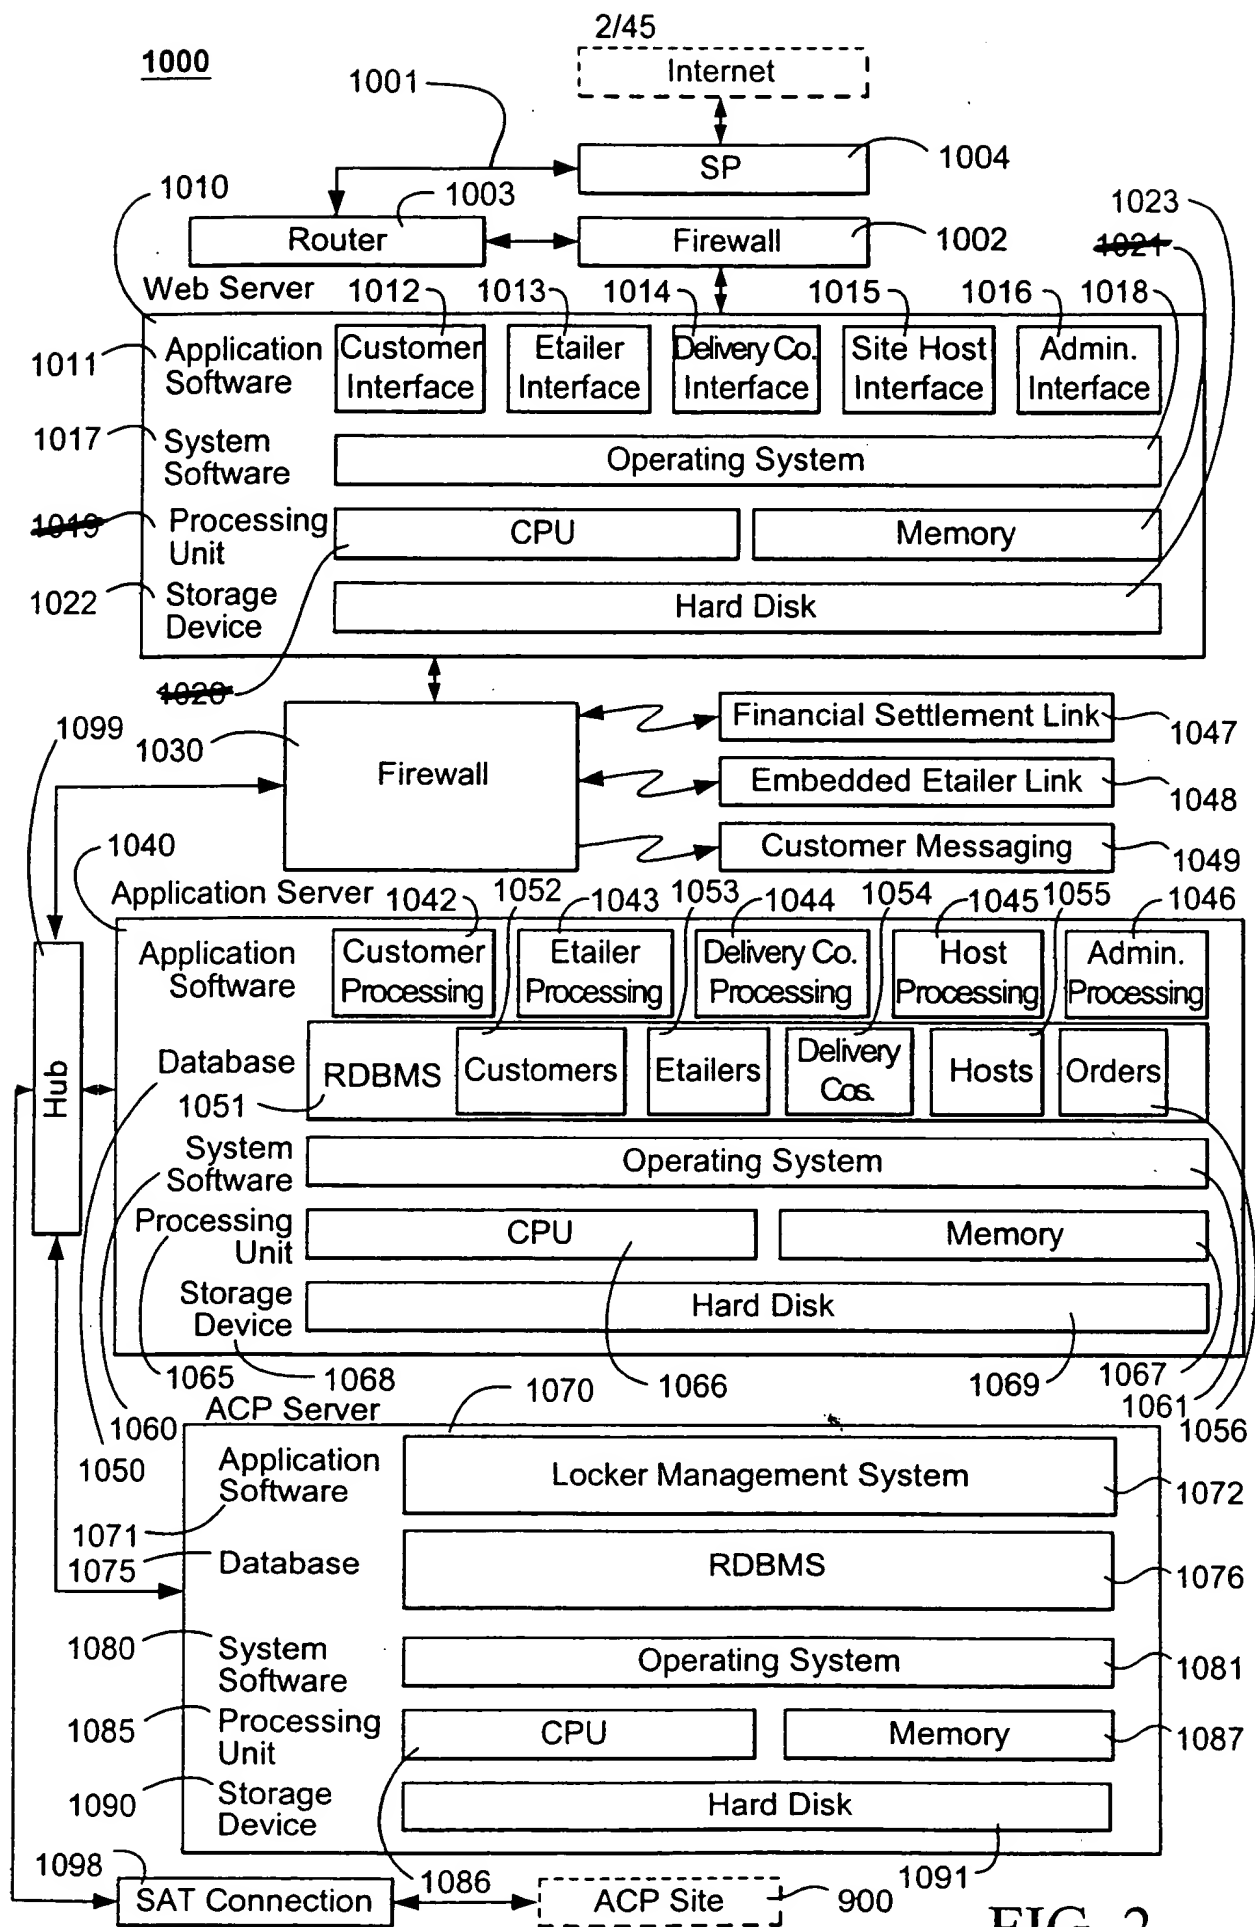 2/45
1000
Internet
1001
SP
1004
1010
1003
1023
Router
Firewall
1002
1021
Web Server
1012
1013
1014
1015
1016
1018
1011
Application
Software
Customer
Interface
Etailer
Interface
Delivery Co.
Interface
Site Host
Interface
Admin.
Interface
1017
System
Software
Operating System
1019
Processing
Unit
CPU
Memory
1022
Storage
Device
Hard Disk
1020
1099
1030
Firewall
Financial Settlement Link
1047
Embedded Etailer Link
1048
Customer Messaging
1049
1040
Application Server
1042
1052
1043
1053
1044
1054
1045
1055
1046
Application
Software
Customer
Processing
Etailer
Processing
Delivery Co.
Processing
Host
Processing
Admin.
Processing
Hub
Database
RDBMS
1051
Customers
Etailers
Delivery
Cos.
Hosts
Orders
System
Software
Operating System
Processing
Unit
CPU
Memory
Storage
Device
Hard Disk
1065
1068
1066
1069
1067
1060
1061
1056
1050
ACP Server
1070
Application
Software
Locker Management System
1072
1071
1075
Database
RDBMS
1076
1080
System
Software
Operating System
1081
1085
Processing
Unit
CPU
Memory
1087
1090
Storage
Device
Hard Disk
1098
1086
1091
SAT Connection
ACP Site
900
FIG. 2